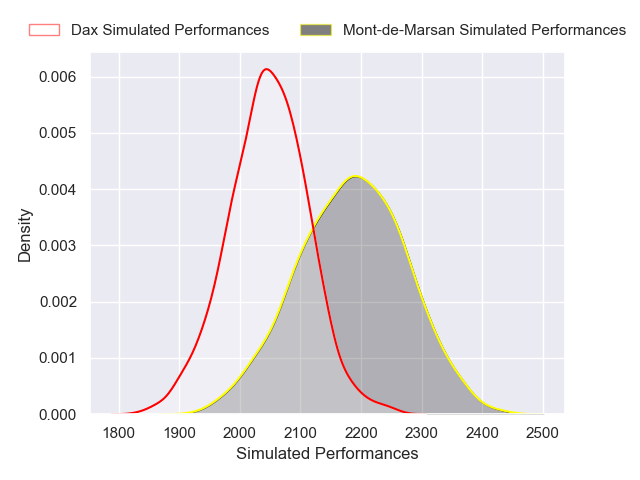 Dax Simulated Performances Mont-de-Marsan Simulated Performances
0.006
0.005
0.004
0.003
0.002
0.001
0.000
Density
1800 1900 2000 2100 2200 2300 2400 2500
Simulated Performances